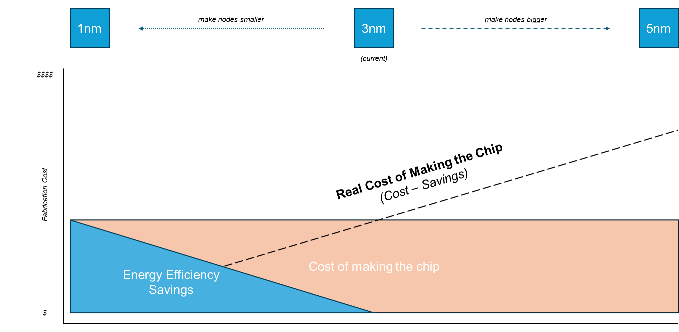 make nodes smaller
make nodes bigger
1nm
3nm
5nm
(current)
$$$$
Real Cost of Making the Chip
(Cost – Savings)
Fabrication Cost
Cost of making the chip
Energy Efficiency
Savings